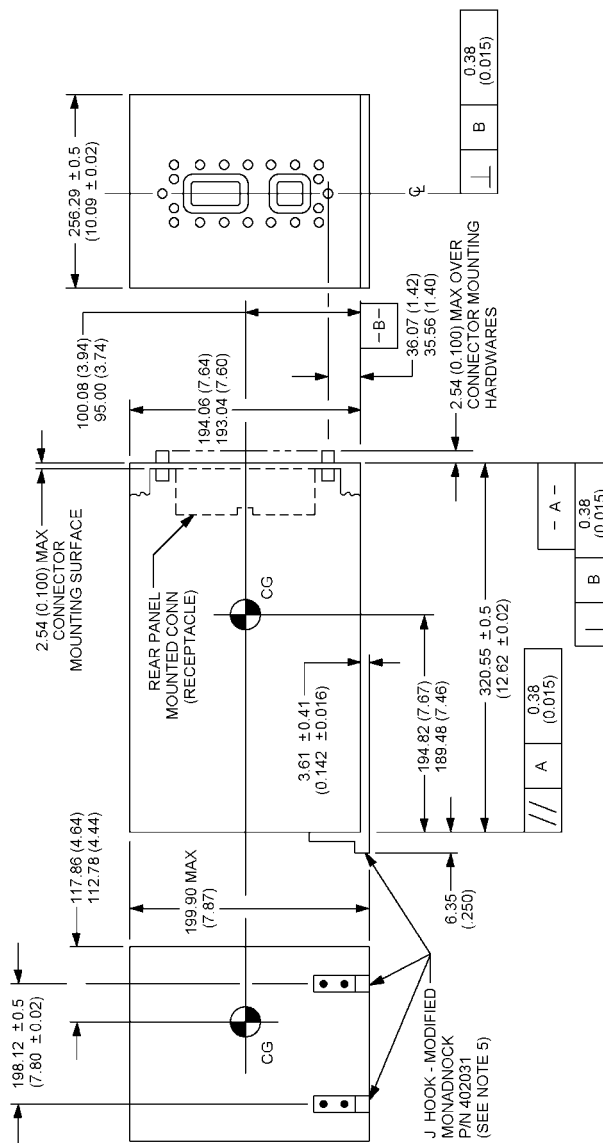 198.12 ±0.5
(7.80 ±0.02)
117.86 (4.64)
112.78 (4.44)
199.90 MAX
(7.87)
CG
J HOOK - MODIFIED
MONADNOCK
P/N 402031
(SEE NOTE 5)
2.54 (0.100) MAX
CONNECTOR
MOUNTING SURFACE
REAR PANEL
MOUNTED CONN
(RECEPTACLE)
CG
3.61 ±0.41
(0.142 ±0.016)
194.82 (7.67)
189.48 (7.46)
6.35
(.250)
320.55 ±0.5
(12.62 ±0.02)
// A 0.38
(0.015)
- A -
⊥ B 0.38
(0.015)
100.08 (3.94)
95.00 (3.74)
194.06 (7.64)
193.04 (7.60)
-B-
36.07 (1.42)
35.56 (1.40)
2.54 (0.100) MAX OVER
CONNECTOR MOUNTING
HARDWARES
256.29 ±0.5
(10.09 ±0.02)
℄
⊥ B 0.38
(0.015)